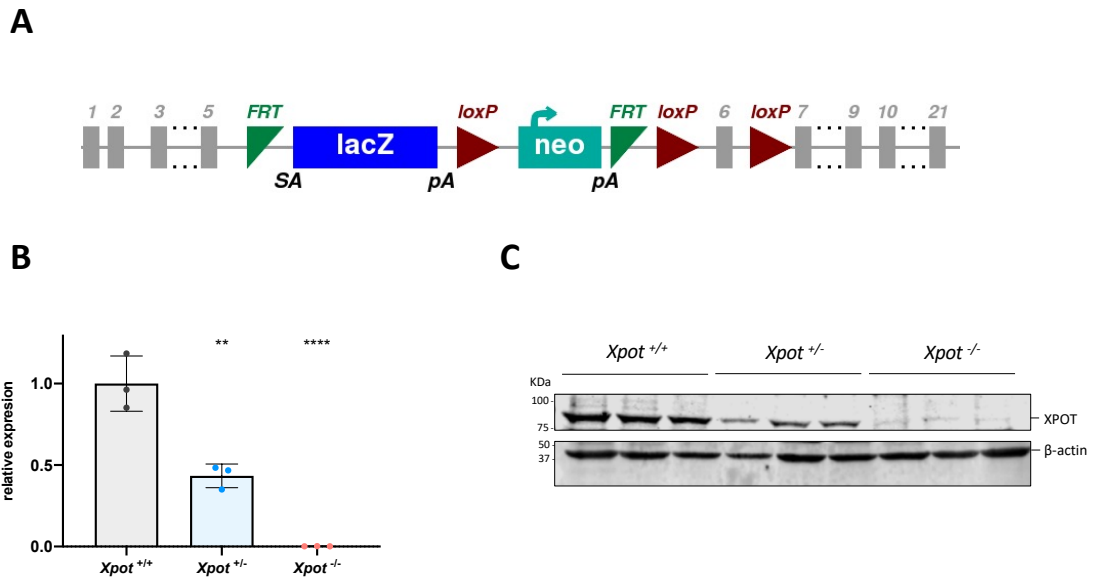 A
1 2 3 5 FRT loxP FRT loxP 6 loxP 7 9 10 21
lacZ neo
SA pA pA
B
C
relative expresion
** ****
1.0
0.5
0.0
Xpot +/+ Xpot +/- Xpot -/-
Xpot +/+ Xpot +/- Xpot -/-
KDa
100
75
XPOT
50
37
β-actin